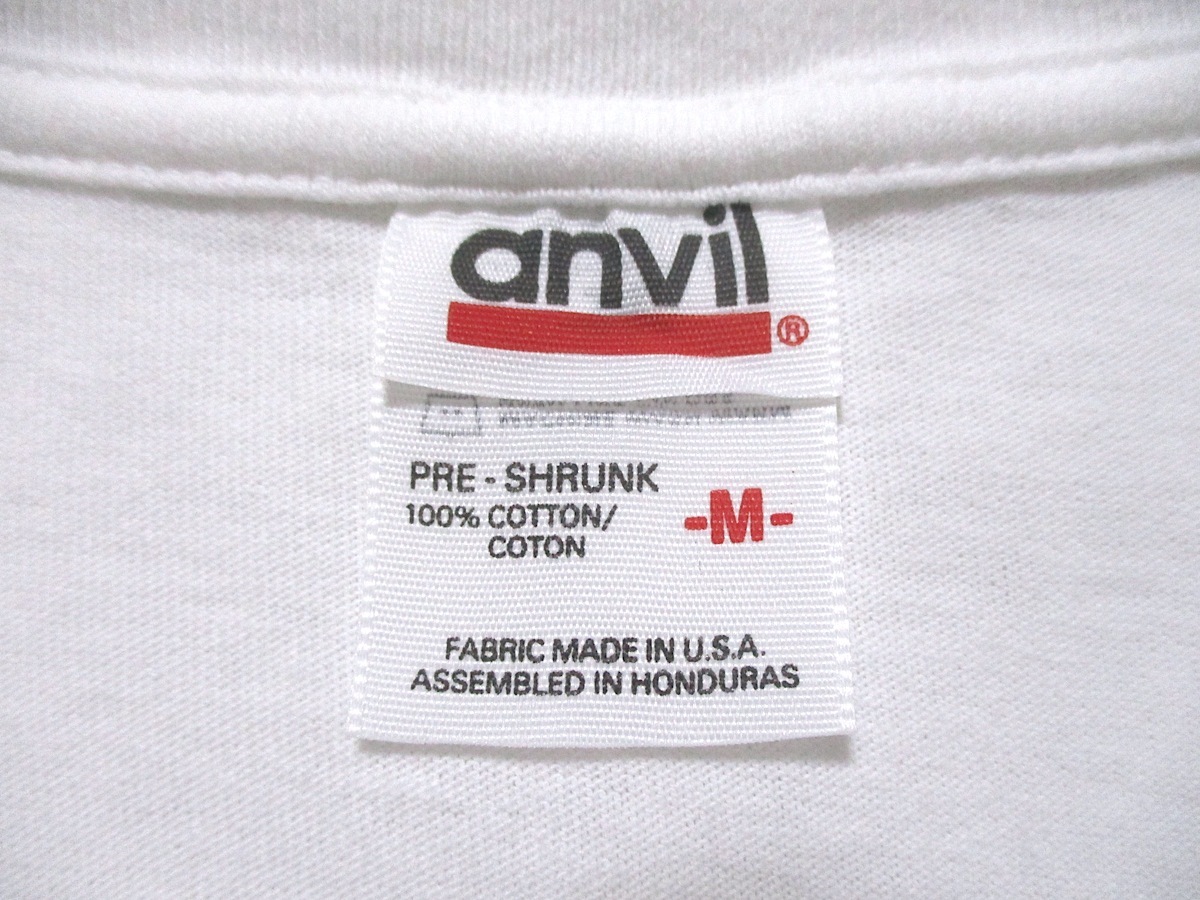 anvil
®
PRE - SHRUNK
100% COTTON/
COTON
-M-
FABRIC MADE IN U.S.A.
ASSEMBLED IN HONDURAS